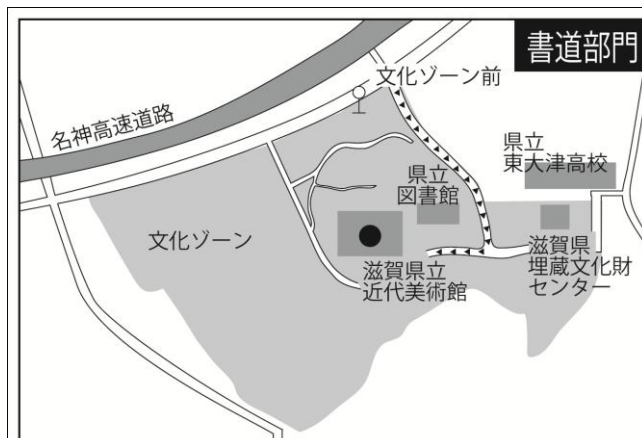 書道部門
文化ゾーン前
名神高速道路
県立
東大津高校
県立
図書館
文化ゾーン
滋賀県立
近代美術館
滋賀県
埋蔵文化財
センター